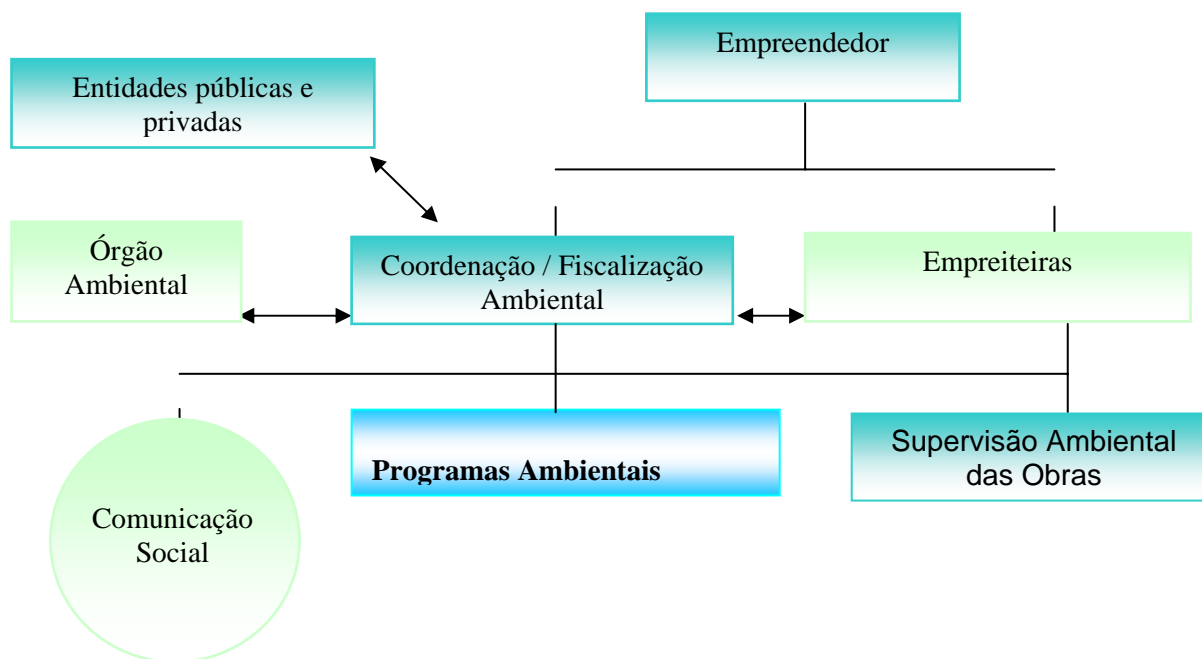 Empreendedor
Entidades públicas e
privadas
Órgão
Ambiental
Coordenação / Fiscalização
Ambiental
Empreiteiras
Programas Ambientais
Supervisão Ambiental
das Obras
Comunicação
Social